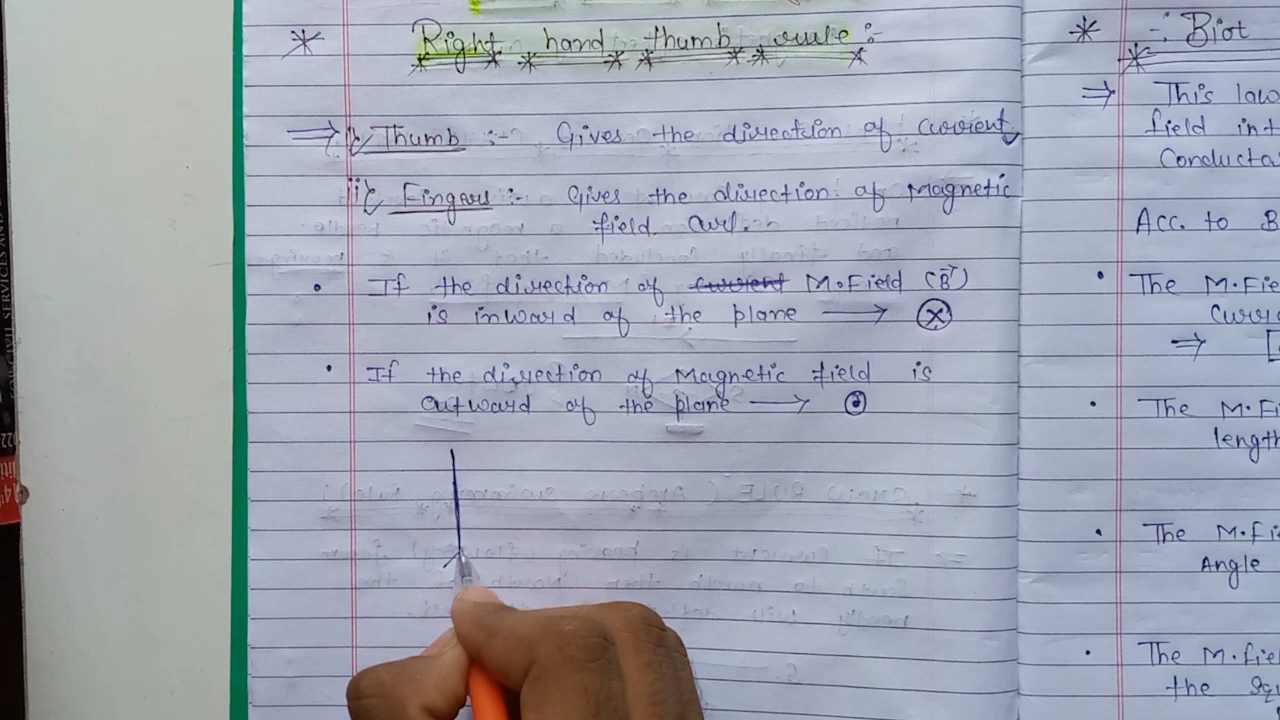 * Right hand thumb rule :-
⇒ i) Thumb :- Gives the direction of current,
ii) Fingers :- Gives the direction of Magnetic
field curl.
• If the direction of current M.Field (B⃗)
is inward of the plane → ⊗
• If the direction of Magnetic field is
outward of the plane → ⊙
* :- Biot
⇒ This law
field int
Conducto
Acc. to B
• The M.Fie
Curr
⇒ [
• The M.Fi
length
• The M.fie
Angle
• The M.fiel
the Squ